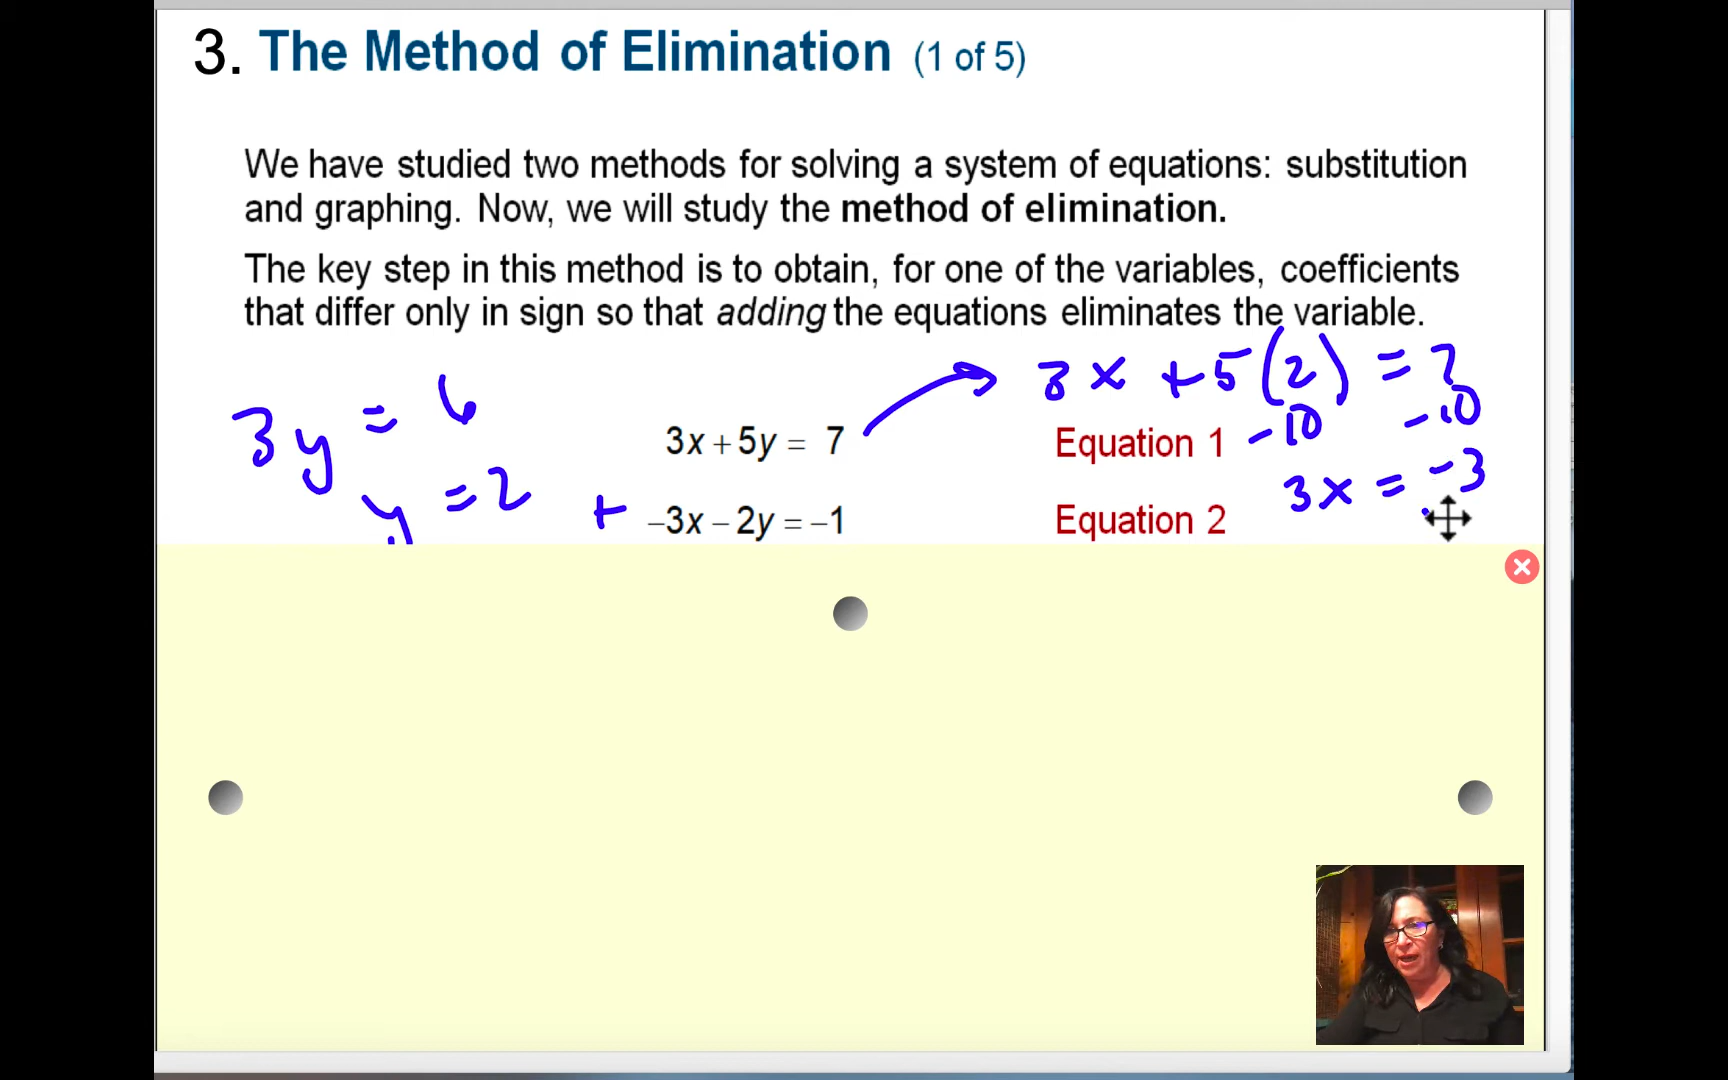 3. The Method of Elimination (1 of 5)
We have studied two methods for solving a system of equations: substitution
and graphing. Now, we will study the method of elimination.
The key step in this method is to obtain, for one of the variables, coefficients
that differ only in sign so that adding the equations eliminates the variable.
3y = 6
y = 2
3x + 5y = 7 Equation 1
+ -3x - 2y = -1 Equation 2
3x + 5(2) = 7
-10 -10
3x = -3